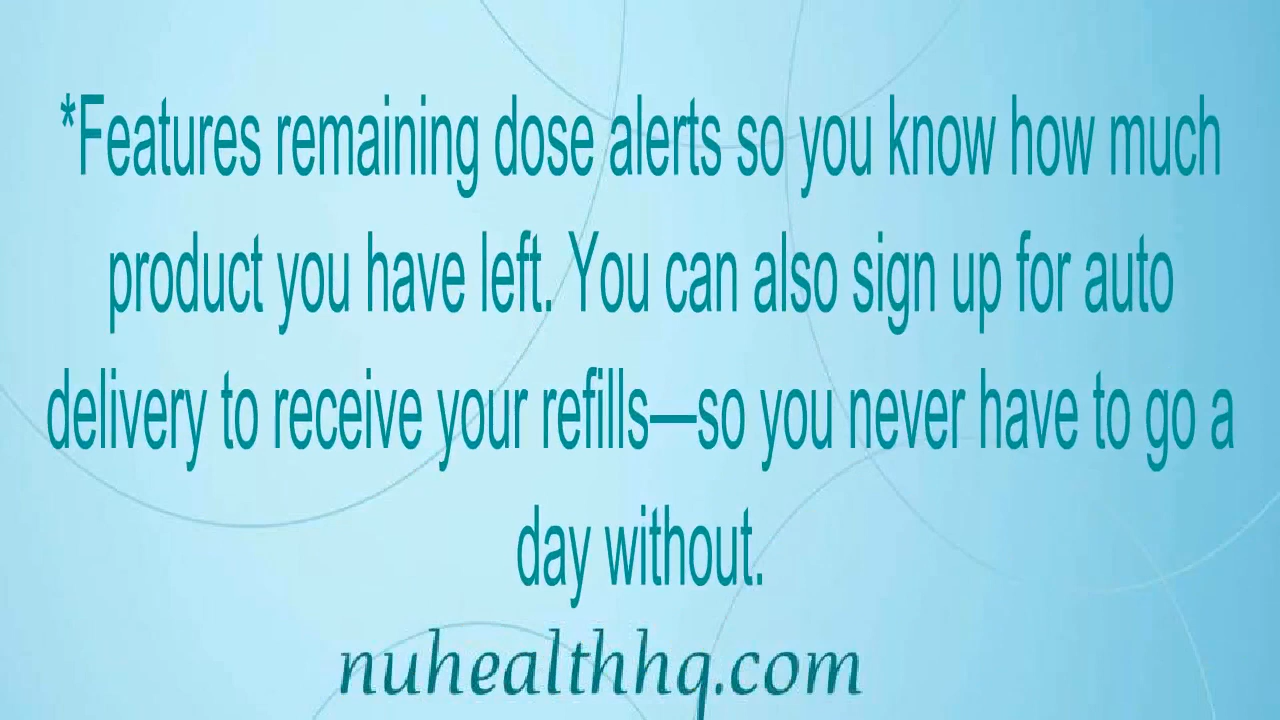 *Features remaining dose alerts so you know how much
product you have left. You can also sign up for auto
delivery to receive your refills—so you never have to go a
day without.
nuhealthhq.com